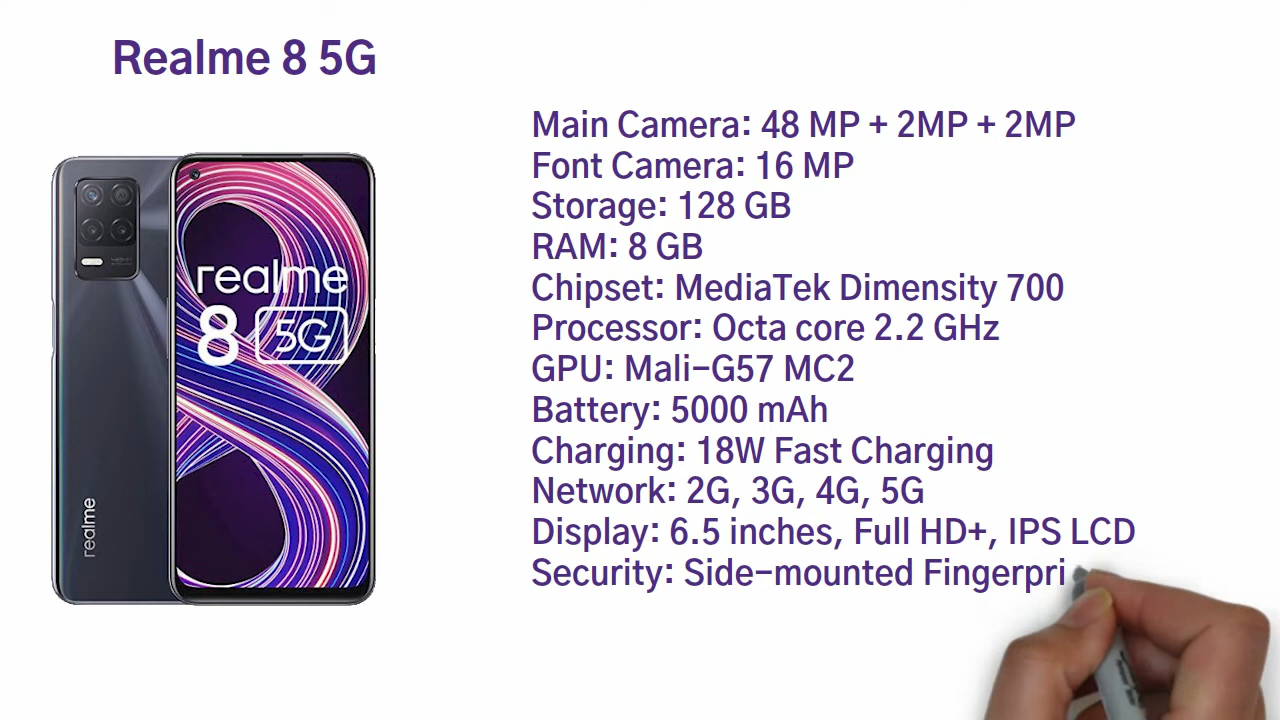 Realme 8 5G
Main Camera: 48 MP + 2MP + 2MP
Font Camera: 16 MP
Storage: 128 GB
RAM: 8 GB
Chipset: MediaTek Dimensity 700
Processor: Octa core 2.2 GHz
GPU: Mali-G57 MC2
Battery: 5000 mAh
Charging: 18W Fast Charging
Network: 2G, 3G, 4G, 5G
Display: 6.5 inches, Full HD+, IPS LCD
Security: Side-mounted Fingerpri
realme
8 5G
realme